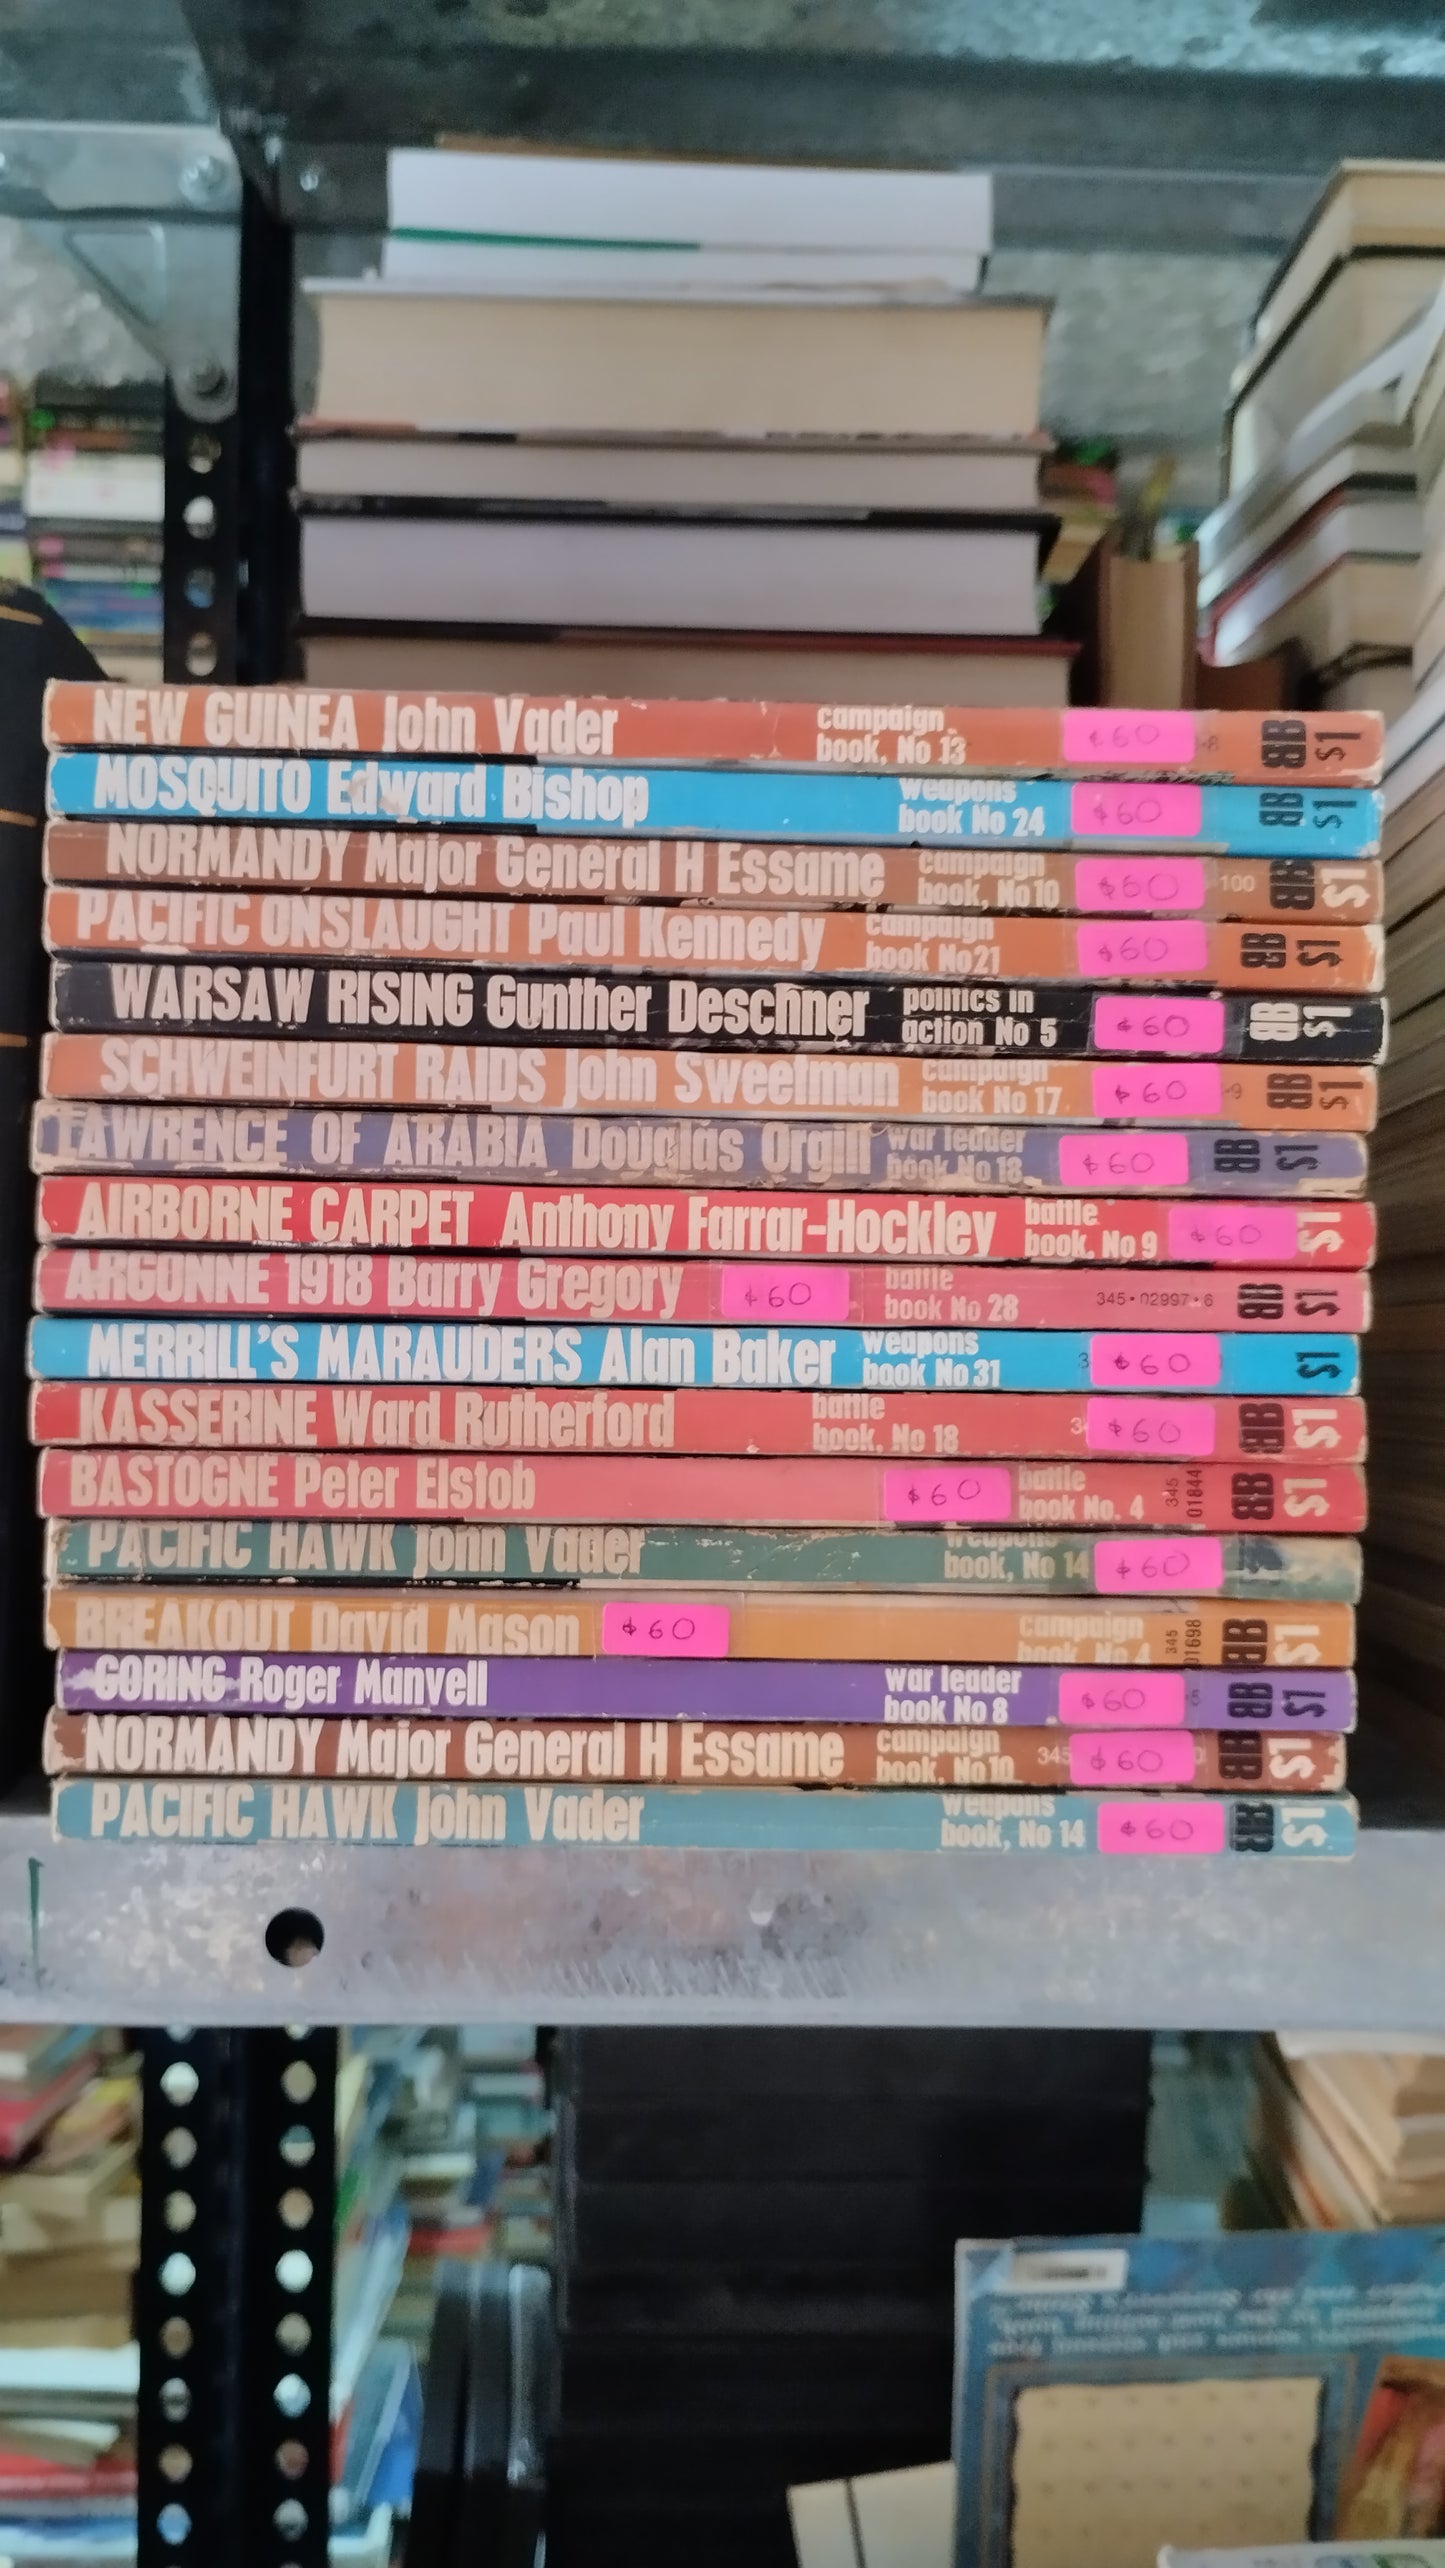 NEW GUINEA John Vader campaign book, No 13 $60 -8 BB $1
MOSQUITO Edward Bishop weapons book No 24 $60 BB $1
NORMANDY Major General H Essame campaign book, No 10 $60 100 BB $1
PACIFIC ONSLAUGHT Paul Kennedy campaign book No 21 $60 BB $1
WARSAW RISING Gunther Deschner politics in action No 5 $60 BB $1
SCHWEINFURT RAIDS John Sweetman campaign book No 17 $60 -9 BB $1
LAWRENCE OF ARABIA Douglas Orgill war leader book No 18 $60 BB $1
AIRBORNE CARPET Anthony Farrar-Hockley battle book, No 9 $60 $1
ARGONNE 1918 Barry Gregory $60 battle book No 28 345·02997·6 BB $1
MERRILL'S MARAUDERS Alan Baker weapons book No 31 3 $60 $1
KASSERINE Ward Rutherford battle book, No 18 3 $60 BB $1
BASTOGNE Peter Elstob $60 battle book No. 4 345 01844 BB $1
PACIFIC HAWK John Vader weapons book, No 14 $60
BREAKOUT David Mason $60 campaign book, No 4 345 01698 BB $1
GORING Roger Manvell war leader book No 8 $60 BB $1
NORMANDY Major General H Essame campaign book, No 10 345 $60 BB $1
PACIFIC HAWK John Vader weapons book, No 14 $60 BB $1